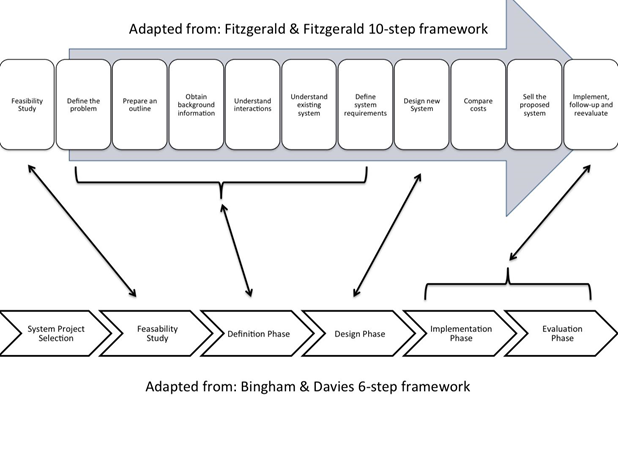 Adapted from: Fitzgerald & Fitzgerald 10-step framework
Feasibility
Study
Define the
problem
Prepare an
outline
Obtain
background
information
Understand
interactions
Understand
existing
system
Define
system
requirements
Design new
System
Compare
costs
Sell the
proposed
system
Implement,
follow-up and
reevaluate
System Project
Selection
Feasability
Study
Definition Phase
Design Phase
Implementation
Phase
Evaluation
Phase
Adapted from: Bingham & Davies 6-step framework